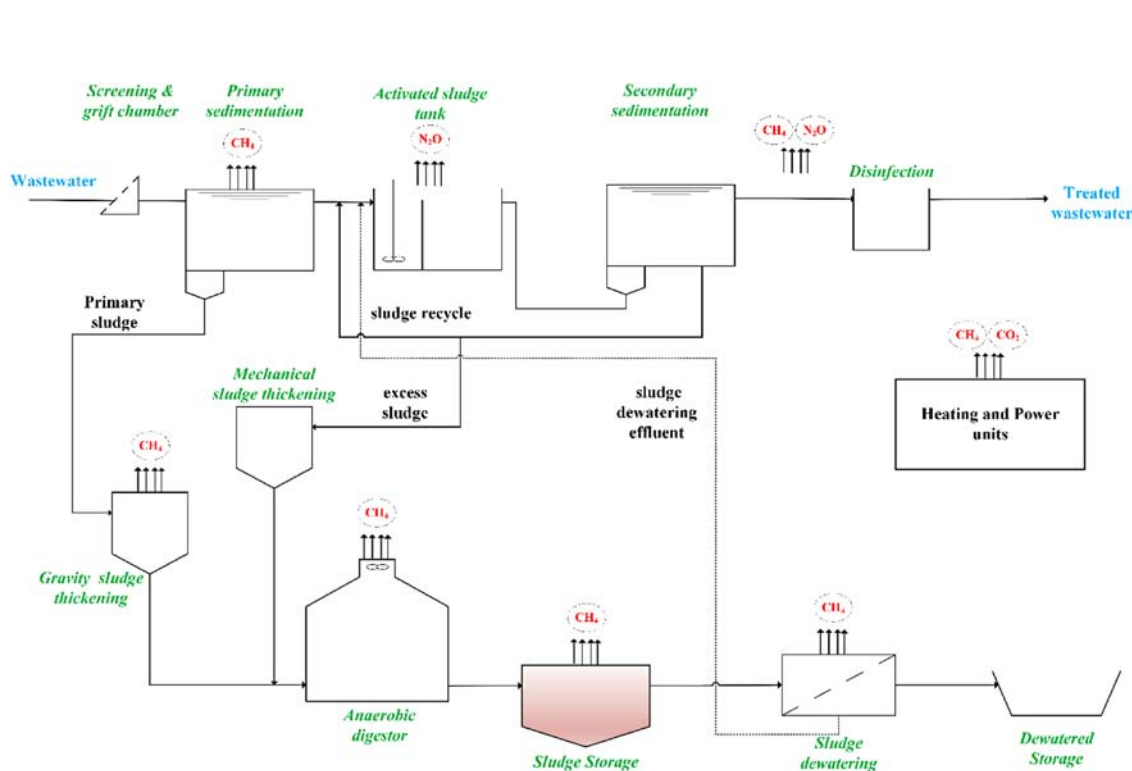 Screening &
grift chamber
Primary
sedimentation
Activated sludge
tank
Secondary
sedimentation
CH₄
N₂O
CH₄
N₂O
Disinfection
Wastewater
Treated
wastewater
Primary
sludge
sludge recycle
Mechanical
sludge thickening
excess
sludge
sludge
dewatering
effluent
CH₄
CO₂
Heating and Power
units
CH₄
CH₄
Gravity sludge
thickening
CH₄
CH₄
Anaerobic
digestor
Sludge Storage
Sludge
dewatering
Dewatered
Storage